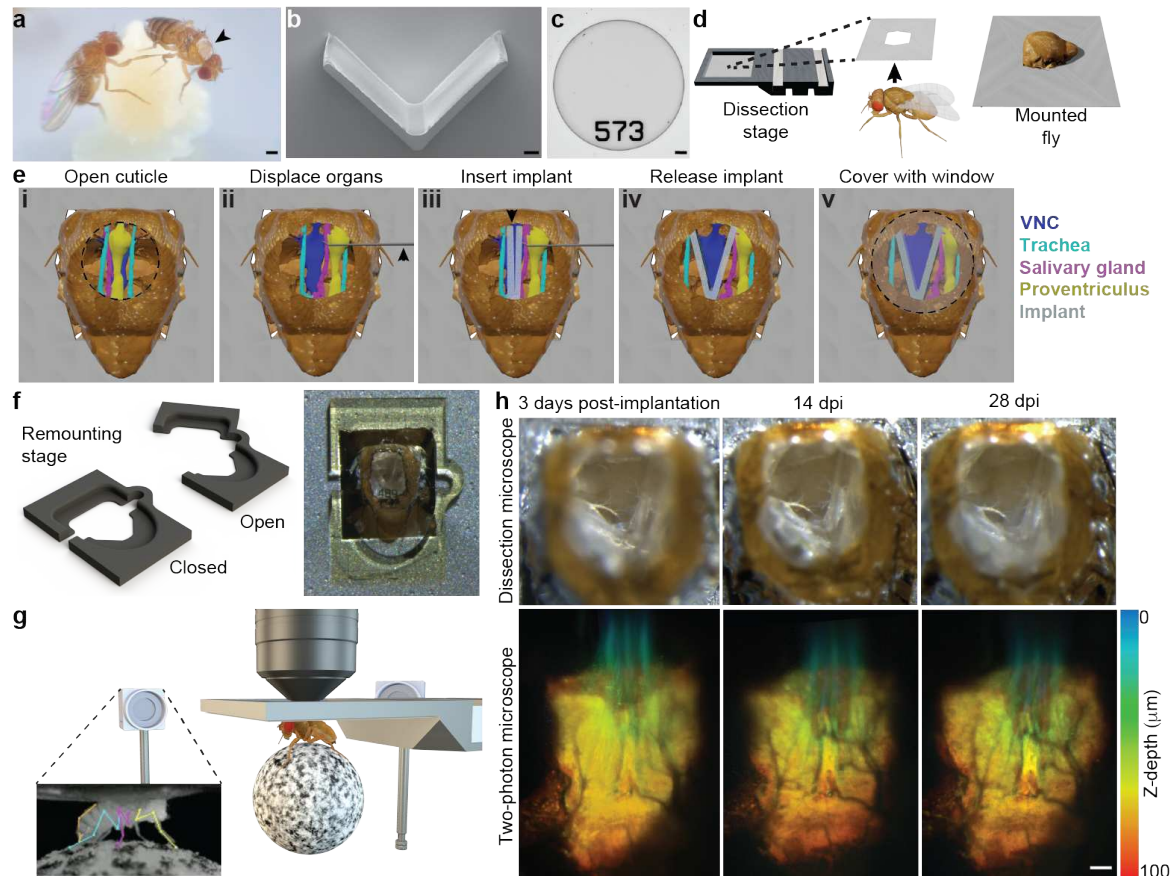 a
b
c
573
d
Dissection
stage
Mounted
fly
e
Open cuticle
Displace organs
Insert implant
Release implant
Cover with window
i
ii
iii
iv
v
VNC
Trachea
Salivary gland
Proventriculus
Implant
f
Remounting
stage
Open
Closed
g
h
3 days post-implantation
14 dpi
28 dpi
Dissection microscope
Two-photon microscope
0
Z-depth (µm)
100